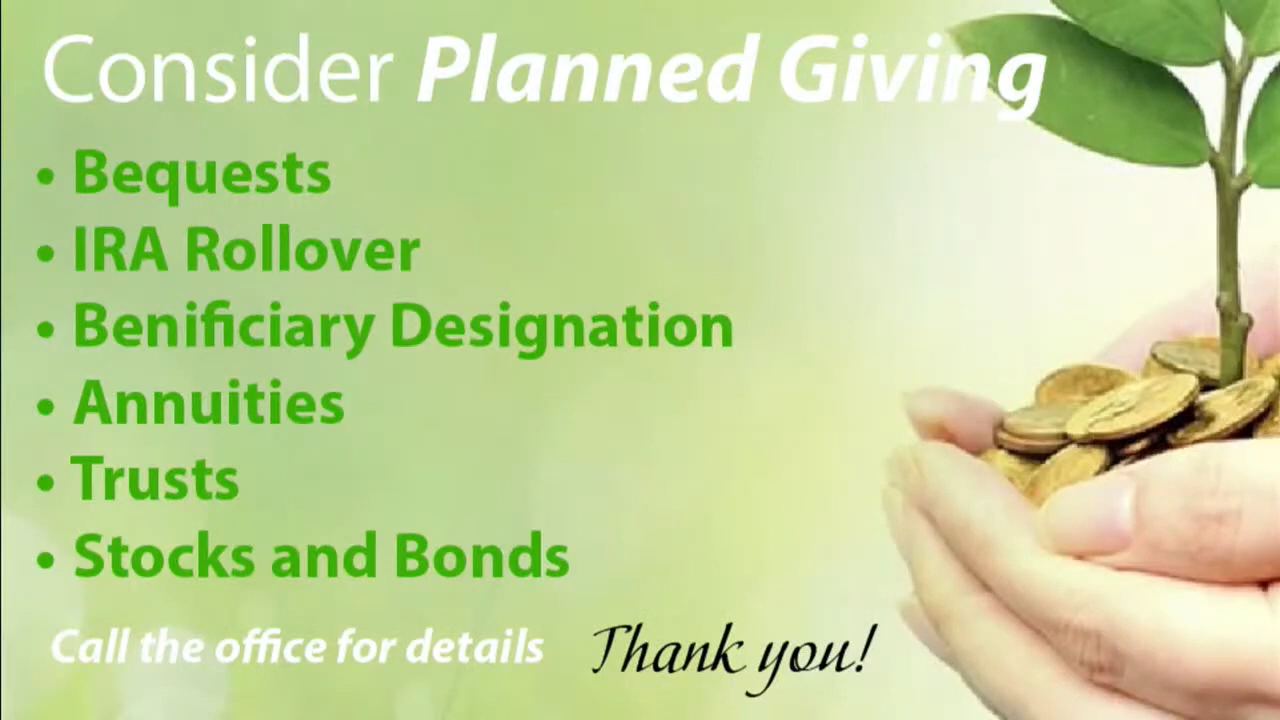 Consider Planned Giving
• Bequests
• IRA Rollover
• Benificiary Designation
• Annuities
• Trusts
• Stocks and Bonds
Call the office for details
Thank you!